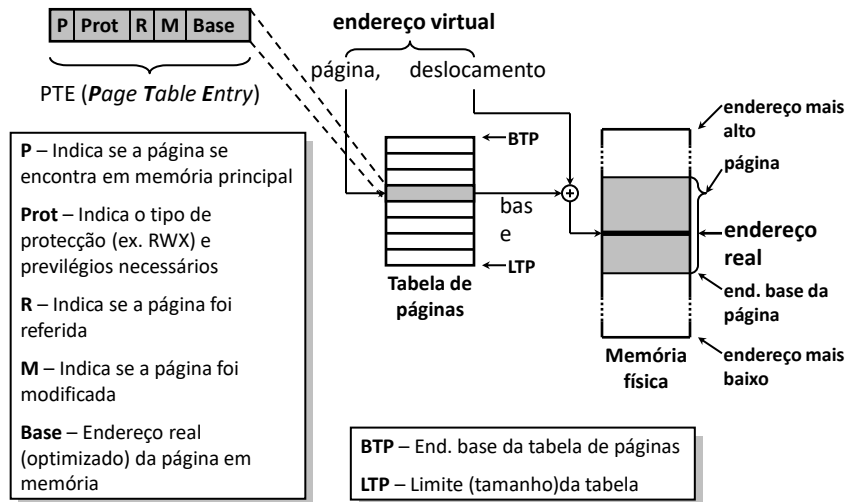 P Prot R M Base
PTE (Page Table Entry)
endereço virtual
página, deslocamento
P – Indica se a página se
encontra em memória principal
Prot – Indica o tipo de
protecção (ex. RWX) e
previlégios necessários
R – Indica se a página foi
referida
M – Indica se a página foi
modificada
Base – Endereço real
(optimizado) da página em
memória
BTP
bas
e
LTP
Tabela de
páginas
+
endereço mais
alto
página
endereço
real
end. base da
página
endereço mais
baixo
Memória
física
BTP – End. base da tabela de páginas
LTP – Limite (tamanho)da tabela